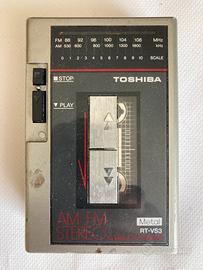 FM 88 92 96 100 104 108 MHz
AM 530 600 800 1000 1300 1600 kHz
0 1 2 3 4 5 6 7 8 9 10 SCALE
STOP
TOSHIBA
PLAY
AM/FM
STEREO
Metal
RT-VS3